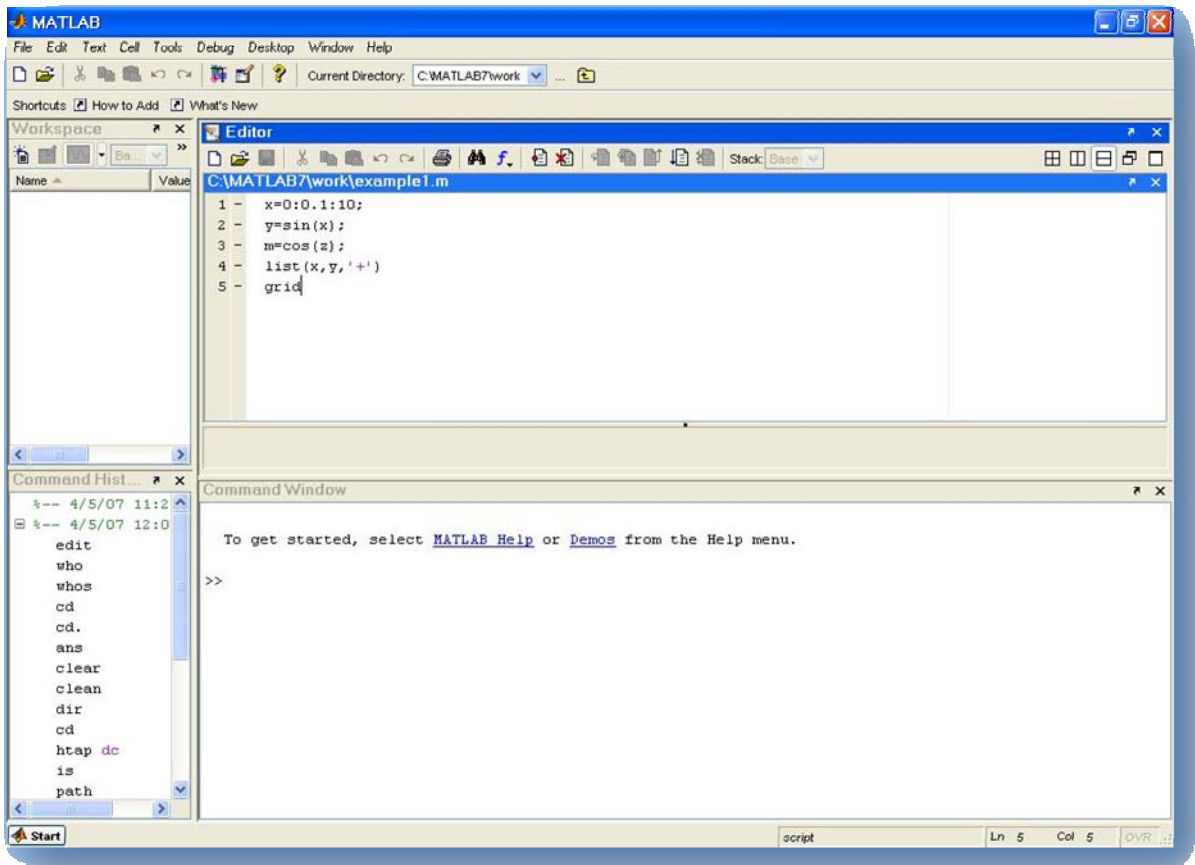 MATLAB
File Edit Text Cell Tools Debug Desktop Window Help
Current Directory: C:\MATLAB7\work ...
Shortcuts How to Add What's New
Workspace
Ba... »
Name Value
Editor
Stack: Base
C:\MATLAB7\work\example1.m
1 - x=0:0.1:10;
2 - y=sin(x);
3 - m=cos(z);
4 - list(x,y,'+')
5 - grid
Command Hist...
%-- 4/5/07 11:2
%-- 4/5/07 12:0
edit
who
whos
cd
cd.
ans
clear
clean
dir
cd
htap dc
is
path
Command Window
To get started, select MATLAB Help or Demos from the Help menu.
>>
Start
script
Ln 5 Col 5 OVR